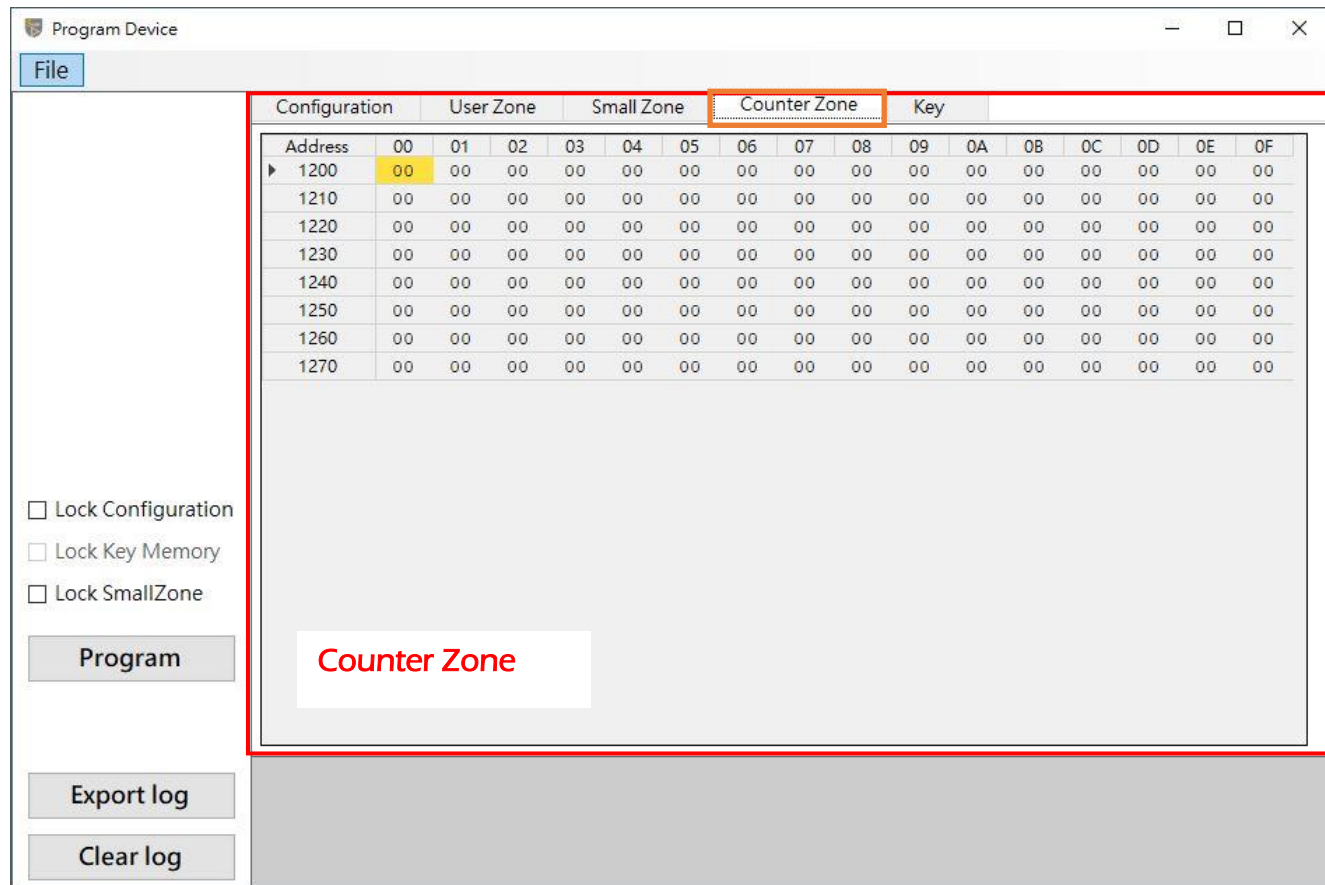 Program Device
File
Configuration User Zone Small Zone Counter Zone Key
Address 00 01 02 03 04 05 06 07 08 09 0A 0B 0C 0D 0E 0F
1200 00 00 00 00 00 00 00 00 00 00 00 00 00 00 00 00
1210 00 00 00 00 00 00 00 00 00 00 00 00 00 00 00 00
1220 00 00 00 00 00 00 00 00 00 00 00 00 00 00 00 00
1230 00 00 00 00 00 00 00 00 00 00 00 00 00 00 00 00
1240 00 00 00 00 00 00 00 00 00 00 00 00 00 00 00 00
1250 00 00 00 00 00 00 00 00 00 00 00 00 00 00 00 00
1260 00 00 00 00 00 00 00 00 00 00 00 00 00 00 00 00
1270 00 00 00 00 00 00 00 00 00 00 00 00 00 00 00 00
Lock Configuration
Lock Key Memory
Lock SmallZone
Program
Counter Zone
Export log
Clear log